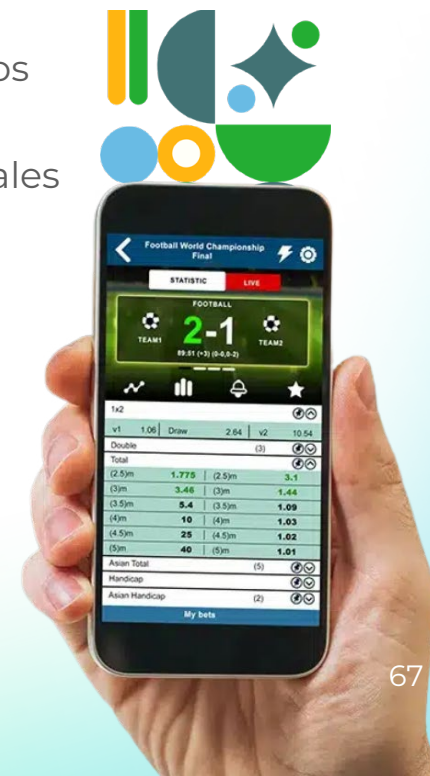 os
ales
Football World Championship
Final
STATISTIC LIVE
FOOTBALL
TEAM1 2-1 TEAM2
89:51 (+3) (0-0,0-2)
1x2
v1 1.06 Draw 2.64 v2 10.54
Double (3)
Total
(2.5)m 1.775 (2.5)m 3.1
(3)m 3.46 (3)m 1.44
(3.5)m 5.4 (3.5)m 1.09
(4)m 10 (4)m 1.03
(4.5)m 25 (4.5)m 1.02
(5)m 40 (5)m 1.01
Asian Total (5)
Handicap
Asian Handicap (2)
My bets
67